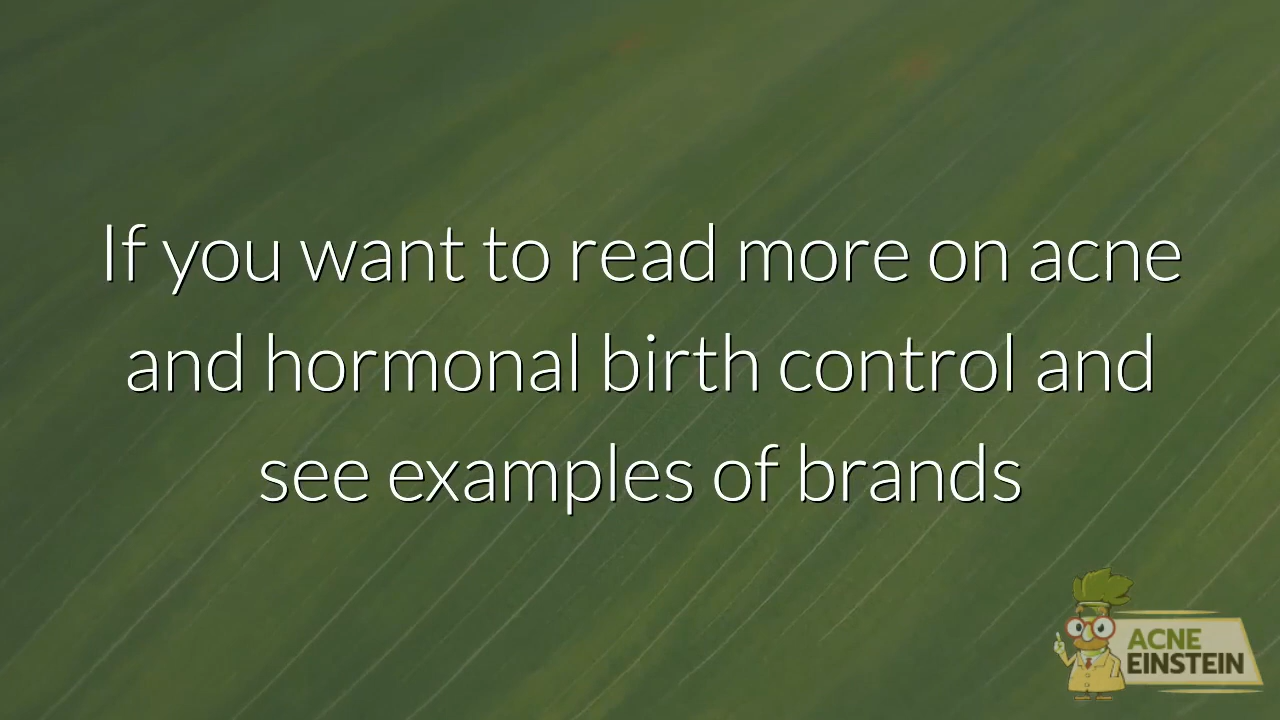 If you want to read more on acne
and hormonal birth control and
see examples of brands
ACNE
EINSTEIN